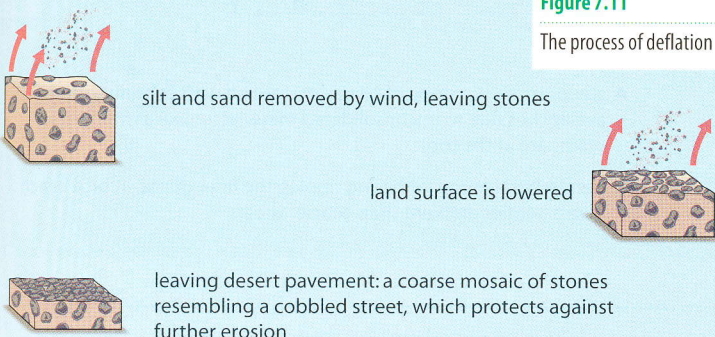 Figure 7.11
The process of deflation
silt and sand removed by wind, leaving stones
land surface is lowered
leaving desert pavement: a coarse mosaic of stones
resembling a cobbled street, which protects against
further erosion